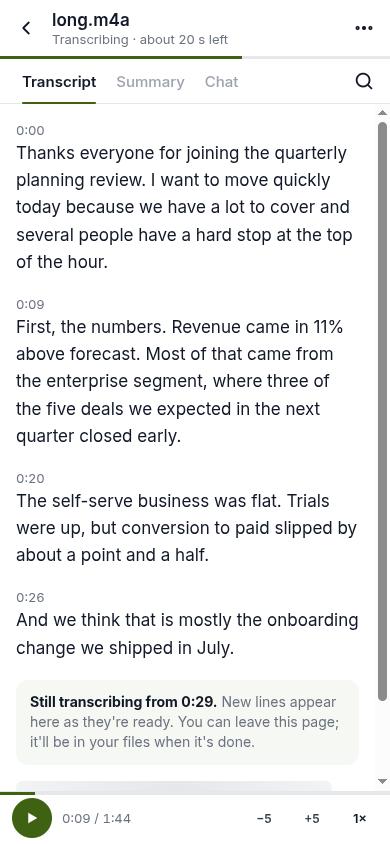 long.m4a
Transcribing · about 20 s left
Transcript Summary Chat
0:00
Thanks everyone for joining the quarterly
planning review. I want to move quickly
today because we have a lot to cover and
several people have a hard stop at the top
of the hour.
0:09
First, the numbers. Revenue came in 11%
above forecast. Most of that came from
the enterprise segment, where three of
the five deals we expected in the next
quarter closed early.
0:20
The self-serve business was flat. Trials
were up, but conversion to paid slipped by
about a point and a half.
0:26
And we think that is mostly the onboarding
change we shipped in July.
Still transcribing from 0:29. New lines appear
here as they're ready. You can leave this page;
it'll be in your files when it's done.
0:09 / 1:44 −5 +5 1×